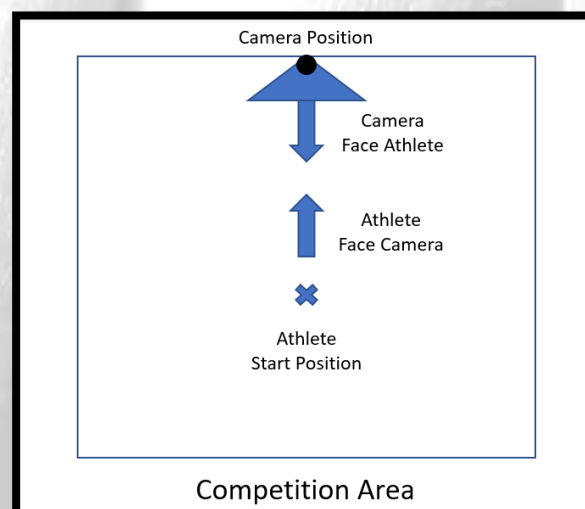 Camera Position
Camera
Face Athlete
Athlete
Face Camera
Athlete
Start Position
Competition Area